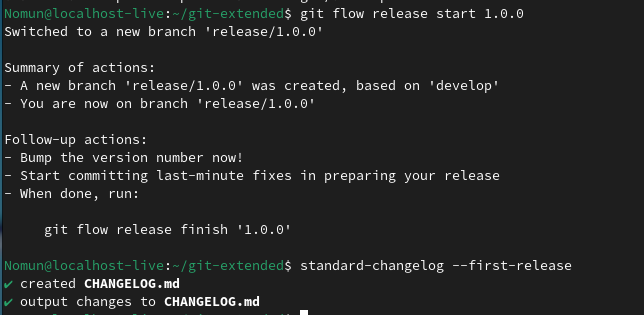 Nomun@localhost-live:~/git-extended$ git flow release start 1.0.0
Switched to a new branch 'release/1.0.0'
Summary of actions:
- A new branch 'release/1.0.0' was created, based on 'develop'
- You are now on branch 'release/1.0.0'
Follow-up actions:
- Bump the version number now!
- Start committing last-minute fixes in preparing your release
- When done, run:
git flow release finish '1.0.0'
Nomun@localhost-live:~/git-extended$ standard-changelog --first-release
✔ created CHANGELOG.md
✔ output changes to CHANGELOG.md